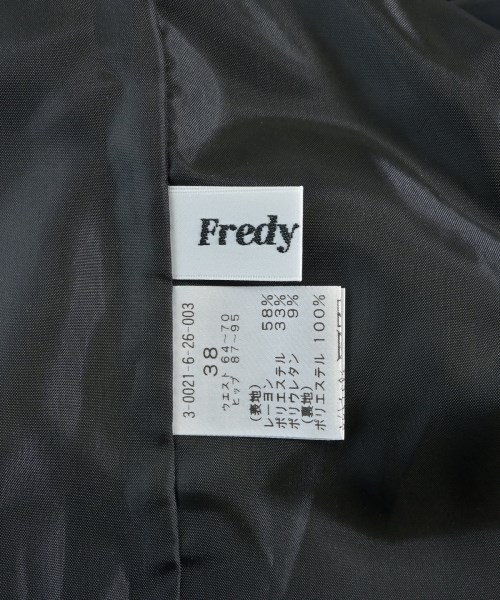 Fredy
3-0021-6-26-003
38
ウエスト 64~70
ヒップ 87~95
(表地)
レーヨン 58%
ポリエステル 33%
ポリウレタン 9%
(裏地)
ポリエステル 100%